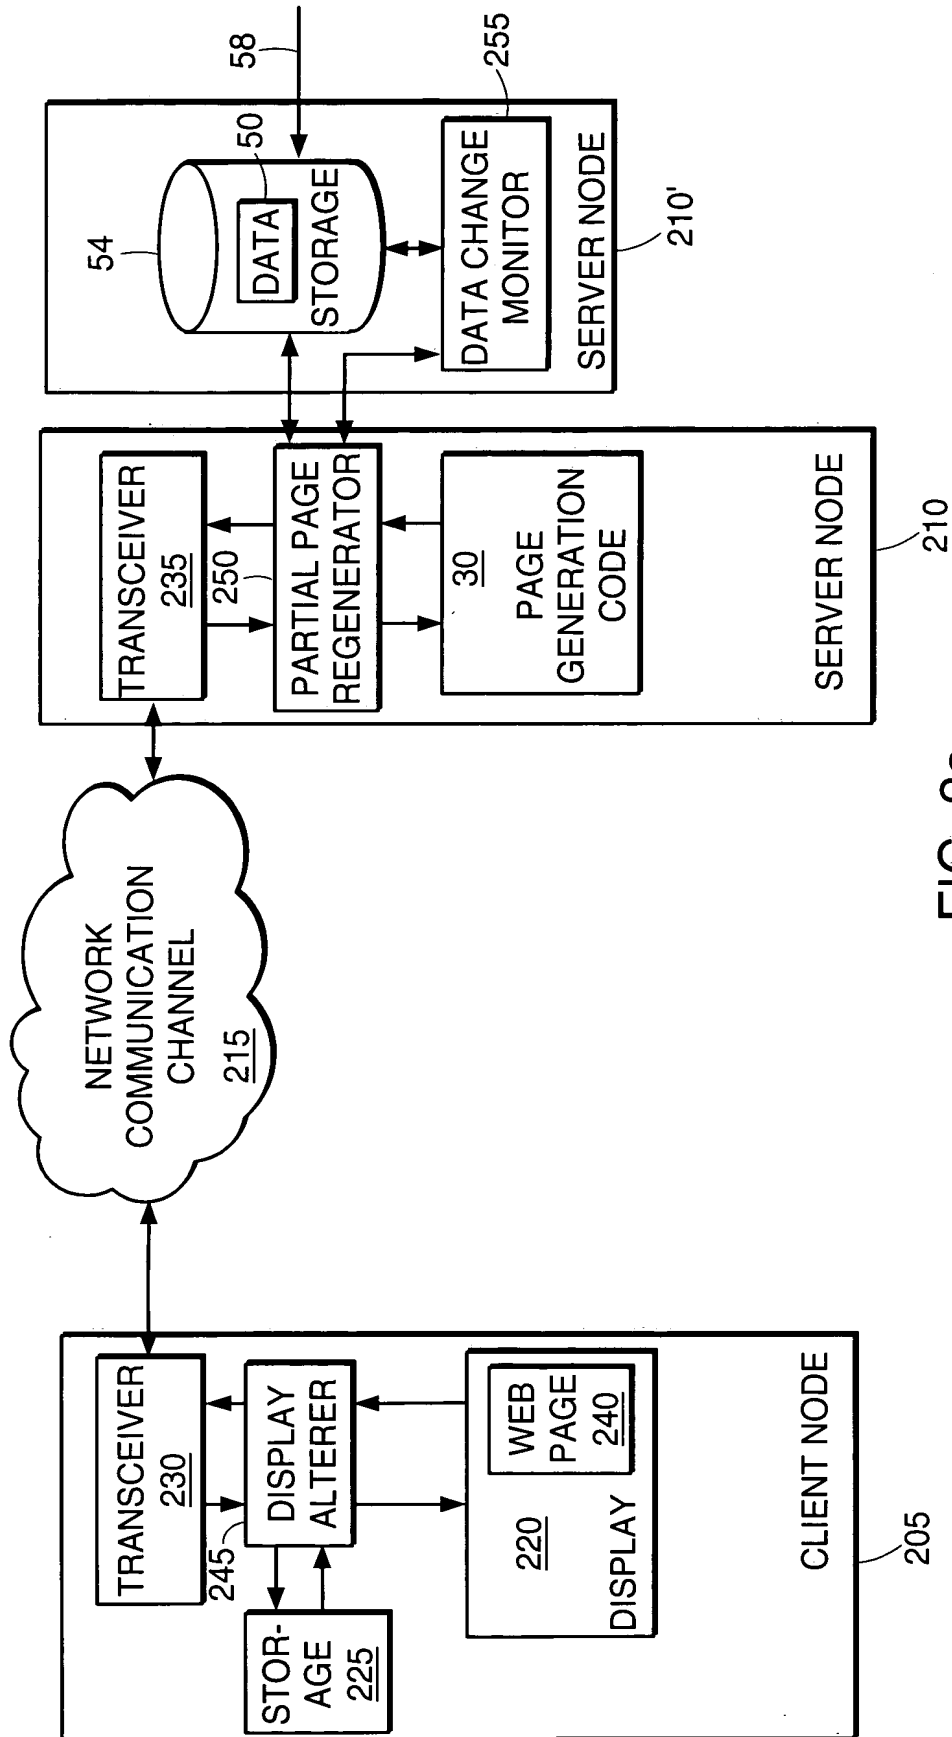 TRANSCEIVER
230
245
DISPLAY
ALTERER
STOR-
AGE
225
WEB
PAGE
240
220
DISPLAY
CLIENT NODE
205
NETWORK
COMMUNICATION
CHANNEL
215
TRANSCEIVER
235
250
PARTIAL PAGE
REGENERATOR
30
PAGE
GENERATION
CODE
SERVER NODE
210
54
50
DATA
STORAGE
58
255
DATA CHANGE
MONITOR
SERVER NODE
210'
FIG.